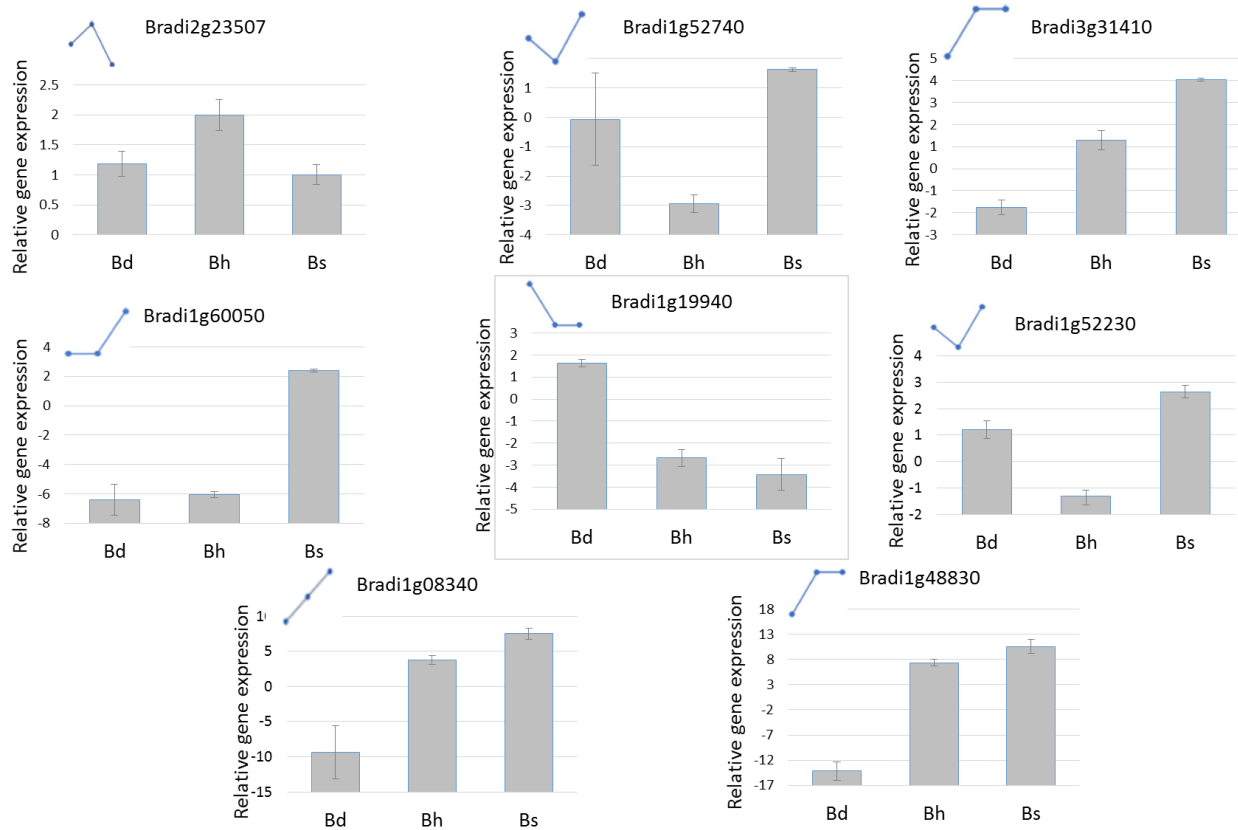 Bradi2g23507
Relative gene expression
2.5
2
1.5
1
0.5
0
Bd Bh Bs
Bradi1g52740
Relative gene expression
1
0
-1
-2
-3
-4
Bd Bh Bs
Bradi3g31410
Relative gene expression
5
4
3
2
1
0
-1
-2
-3
Bd Bh Bs
Bradi1g60050
Relative gene expression
4
2
0
-2
-4
-6
-8
Bd Bh Bs
Bradi1g19940
Relative gene expression
3
2
1
0
-1
-2
-3
-4
-5
Bd Bh Bs
Bradi1g52230
Relative gene expression
4
3
2
1
0
-1
-2
Bd Bh Bs
Bradi1g08340
Relative gene expression
5
0
-5
-10
-15
Bd Bh Bs
Bradi1g48830
Relative gene expression
18
13
8
3
-2
-7
-12
-17
Bd Bh Bs